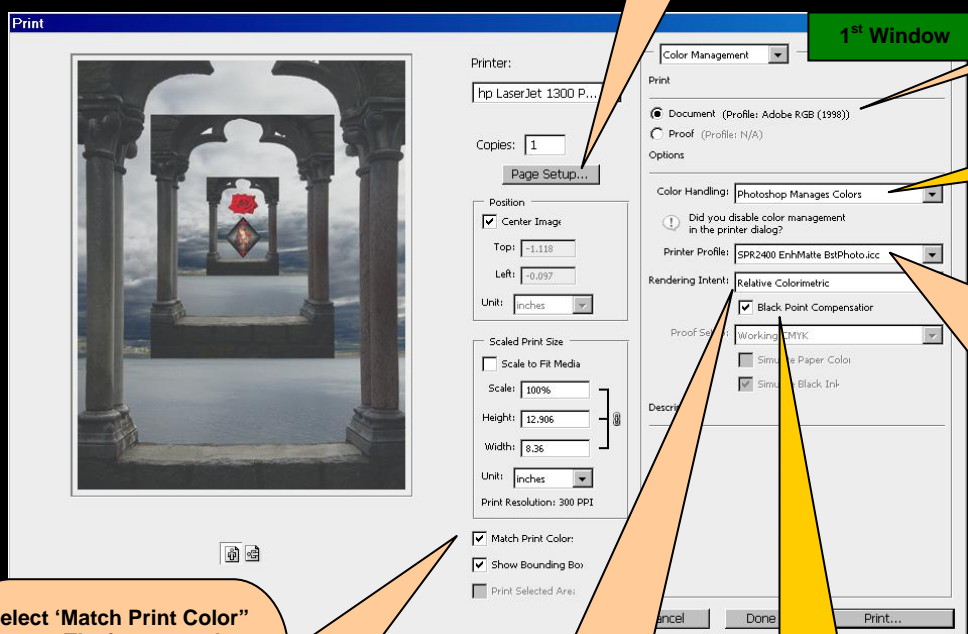 Print
1st Window
Printer:
hp LaserJet 1300 P...
Copies: 1
Page Setup...
Position
Center Image
Top: -1.118
Left: -0.097
Unit: inches
Scaled Print Size
Scale to Fit Media
Scale: 100%
Height: 12.906
Width: 8.36
Unit: inches
Print Resolution: 300 PPI
Match Print Color:
Show Bounding Box
Print Selected Area
Color Management
Print
Document (Profile: Adobe RGB (1998))
Proof (Profile: N/A)
Options
Color Handling: Photoshop Manages Colors
Did you disable color management
in the printer dialog?
Printer Profile: SPR2400 EnhMatte BstPhoto.icc
Rendering Intent: Relative Colorimetric
Black Point Compensation
Proof Working CMYK
Paper Color
Black Ink
Done
Print...
'Match Print Color"